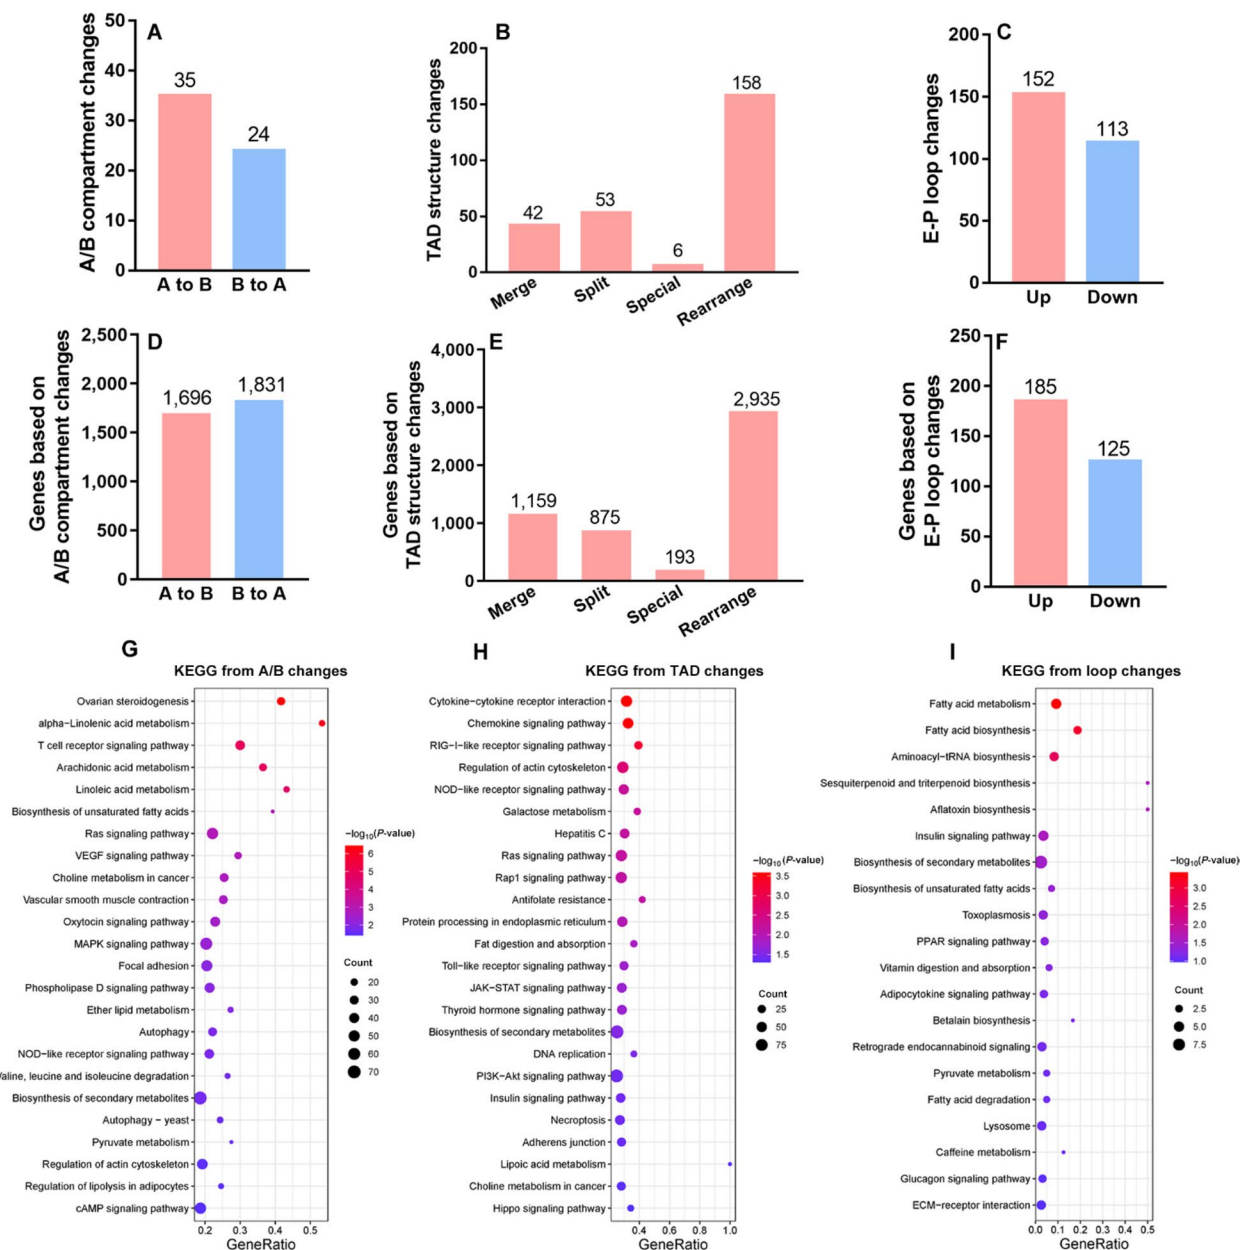 A
A/B compartment changes
50
40
30
20
10
0
35
24
A to B
B to A
B
TAD structure changes
200
150
100
50
0
42
53
6
158
Merge
Split
Special
Rearrange
C
E-P loop changes
200
150
100
50
0
152
113
Up
Down
D
Genes based on
A/B compartment changes
2,500
2,000
1,500
1,000
500
0
1,696
1,831
A to B
B to A
E
Genes based on
TAD structure changes
4,000
3,000
2,000
1,000
0
1,159
875
193
2,935
Merge
Split
Special
Rearrange
F
Genes based on
E-P loop changes
250
200
150
100
50
0
185
125
Up
Down
G
KEGG from A/B changes
Ovarian steroidogenesis
alpha−Linolenic acid metabolism
T cell receptor signaling pathway
Arachidonic acid metabolism
Linoleic acid metabolism
Biosynthesis of unsaturated fatty acids
Ras signaling pathway
VEGF signaling pathway
Choline metabolism in cancer
Vascular smooth muscle contraction
Oxytocin signaling pathway
MAPK signaling pathway
Focal adhesion
Phospholipase D signaling pathway
Ether lipid metabolism
Autophagy
NOD−like receptor signaling pathway
leucine and isoleucine degradation
Biosynthesis of secondary metabolites
Autophagy − yeast
Pyruvate metabolism
Regulation of actin cytoskeleton
Regulation of lipolysis in adipocytes
cAMP signaling pathway
0.2 0.3 0.4 0.5
GeneRatio
−log10(P-value)
6
5
4
3
2
Count
20
30
40
50
60
70
H
KEGG from TAD changes
Cytokine−cytokine receptor interaction
Chemokine signaling pathway
RIG−I−like receptor signaling pathway
Regulation of actin cytoskeleton
NOD−like receptor signaling pathway
Galactose metabolism
Hepatitis C
Ras signaling pathway
Rap1 signaling pathway
Antifolate resistance
Protein processing in endoplasmic reticulum
Fat digestion and absorption
Toll−like receptor signaling pathway
JAK−STAT signaling pathway
Thyroid hormone signaling pathway
Biosynthesis of secondary metabolites
DNA replication
PI3K−Akt signaling pathway
Insulin signaling pathway
Necroptosis
Adherens junction
Lipoic acid metabolism
Choline metabolism in cancer
Hippo signaling pathway
0.4 0.6 0.8 1.0
GeneRatio
−log10(P-value)
3.5
3.0
2.5
2.0
1.5
Count
25
50
75
I
KEGG from loop changes
Fatty acid metabolism
Fatty acid biosynthesis
Aminoacyl−tRNA biosynthesis
Sesquiterpenoid and triterpenoid biosynthesis
Aflatoxin biosynthesis
Insulin signaling pathway
Biosynthesis of secondary metabolites
Biosynthesis of unsaturated fatty acids
Toxoplasmosis
PPAR signaling pathway
Vitamin digestion and absorption
Adipocytokine signaling pathway
Betalain biosynthesis
Retrograde endocannabinoid signaling
Pyruvate metabolism
Fatty acid degradation
Lysosome
Caffeine metabolism
Glucagon signaling pathway
ECM−receptor interaction
0.0 0.1 0.2 0.3 0.4 0.5
GeneRatio
−log10(P-value)
3.0
2.5
2.0
1.5
1.0
Count
2.5
5.0
7.5